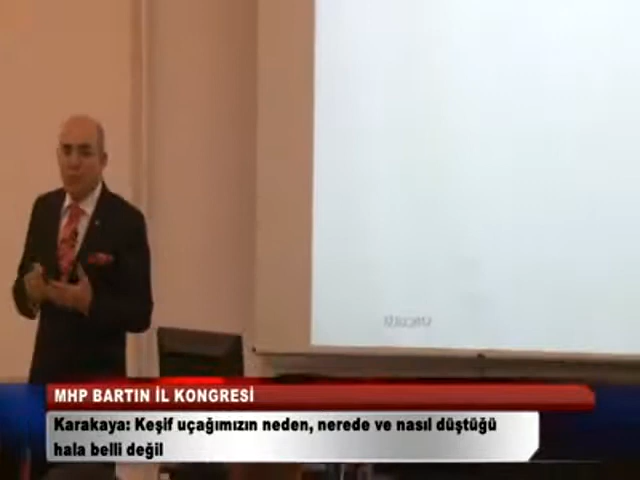 MHP BARTIN İL KONGRESİ
Karakaya: Keşif uçağımızın neden, nerede ve nasıl düştüğü
hala belli değil